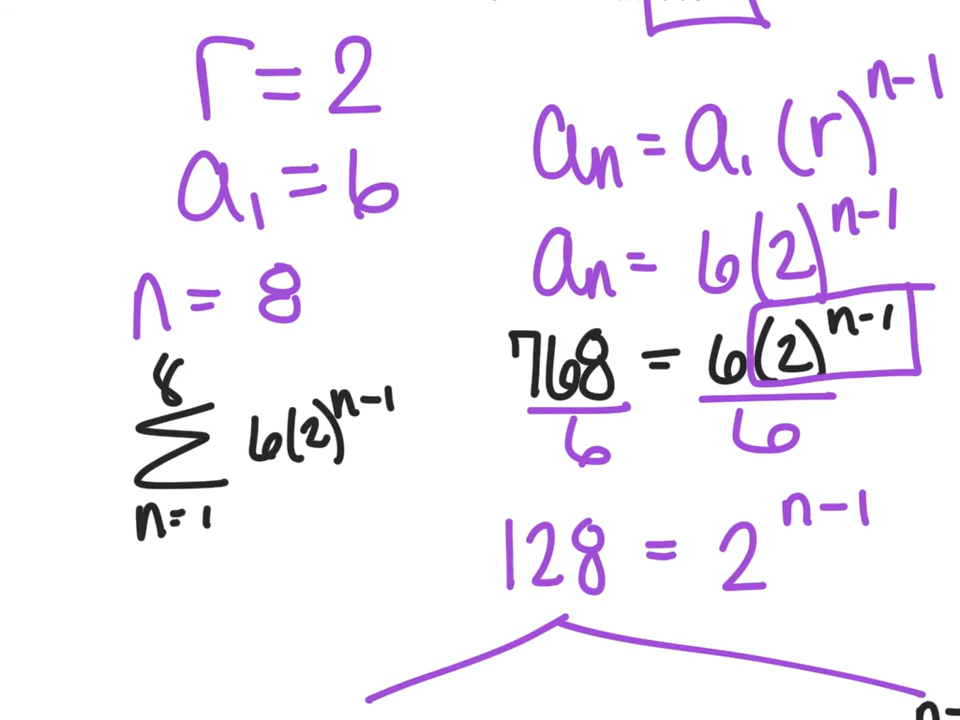 r = 2
a₁ = 6
n = 8
8
∑ 6(2)ⁿ⁻¹
n = 1
aₙ = a₁ (r)ⁿ⁻¹
aₙ = 6(2)ⁿ⁻¹
768 = 6(2)ⁿ⁻¹
6 6
128 = 2ⁿ⁻¹